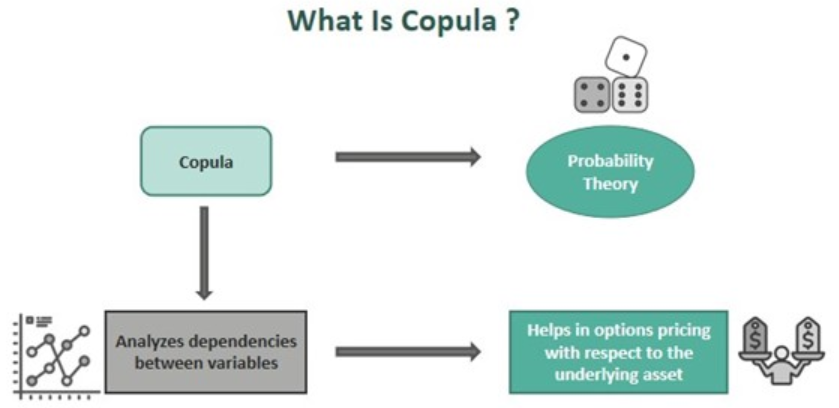 What Is Copula ?
Copula
Probability
Theory
Analyzes dependencies
between variables
Helps in options pricing
with respect to the
underlying asset
$
$